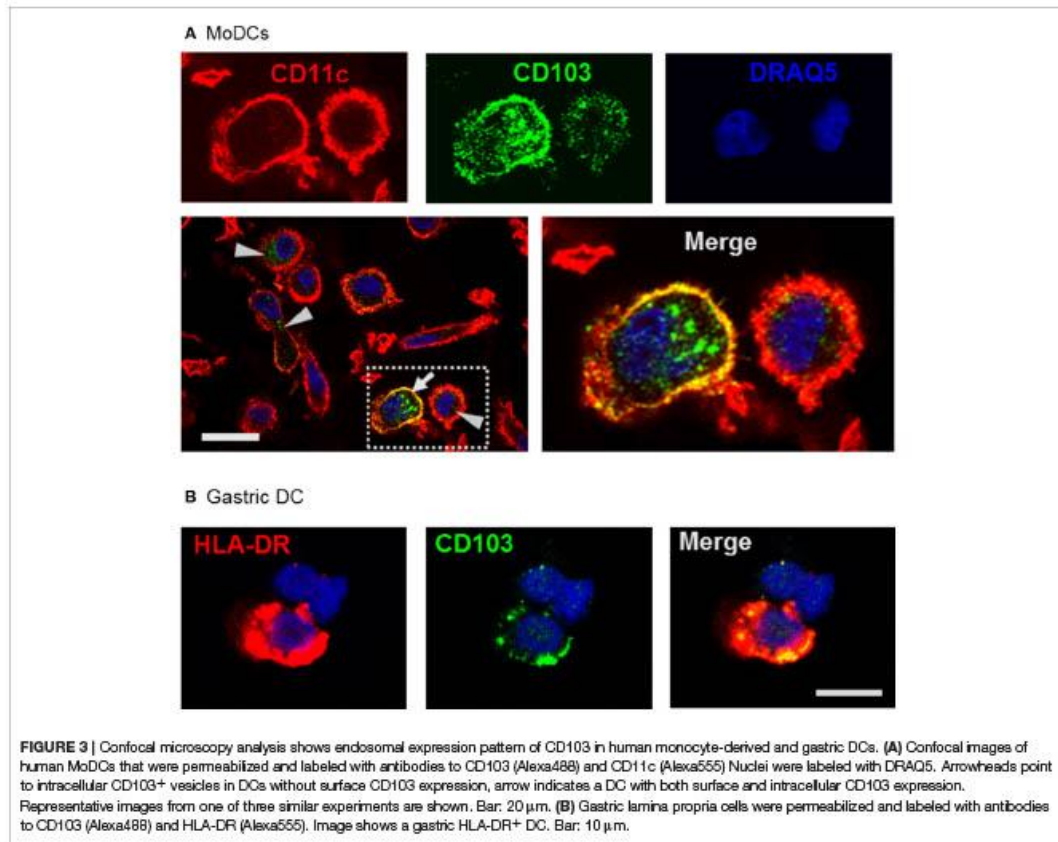 A MoDCs
CD11c
CD103
DRAQ5
Merge
B Gastric DC
HLA-DR
CD103
Merge
FIGURE 3 | Confocal microscopy analysis shows endosomal expression pattern of CD103 in human monocyte-derived and gastric DCs. (A) Confocal images of
human MoDCs that were permeabilized and labeled with antibodies to CD103 (Alexa488) and CD11c (Alexa555) Nuclei were labeled with DRAQ5. Arrowheads point
to intracellular CD103+ vesicles in DCs without surface CD103 expression, arrow indicates a DC with both surface and intracellular CD103 expression.
Representative images from one of three similar experiments are shown. Bar: 20 μm. (B) Gastric lamina propria cells were permeabilized and labeled with antibodies
to CD103 (Alexa488) and HLA-DR (Alexa555). Image shows a gastric HLA-DR+ DC. Bar: 10 μm.